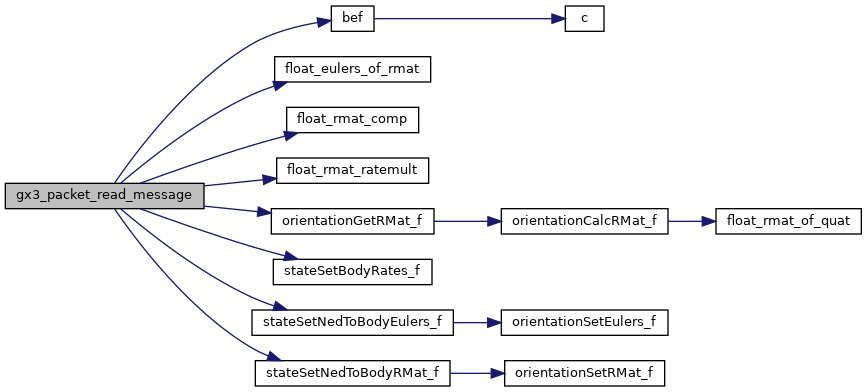 bef
c
float_eulers_of_rmat
float_rmat_comp
float_rmat_ratemult
gx3_packet_read_message
orientationGetRMat_f
orientationCalcRMat_f
float_rmat_of_quat
stateSetBodyRates_f
stateSetNedToBodyEulers_f
orientationSetEulers_f
stateSetNedToBodyRMat_f
orientationSetRMat_f